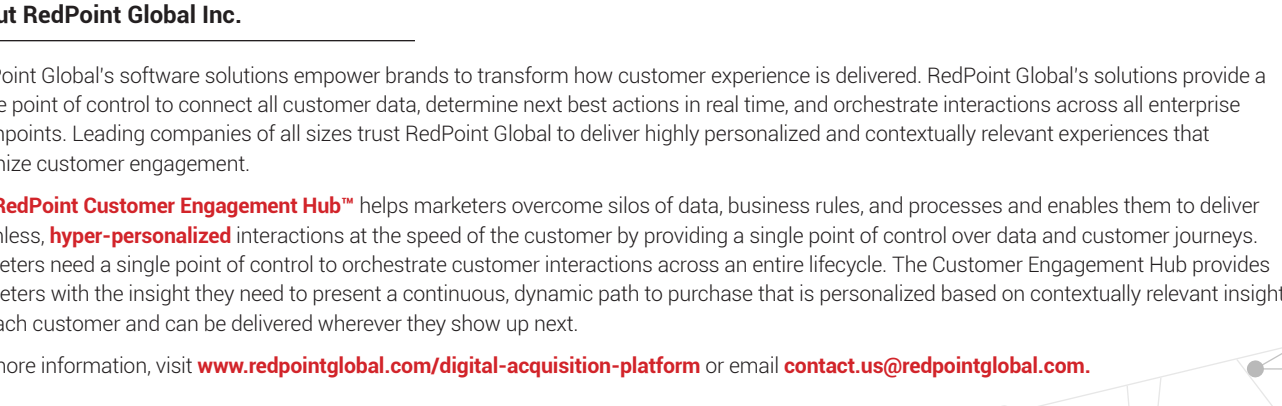 ut RedPoint Global Inc.
Point Global's software solutions empower brands to transform how customer experience is delivered. RedPoint Global's solutions provide a
e point of control to connect all customer data, determine next best actions in real time, and orchestrate interactions across all enterprise
hpoints. Leading companies of all sizes trust RedPoint Global to deliver highly personalized and contextually relevant experiences that
mize customer engagement.
RedPoint Customer Engagement Hub™ helps marketers overcome silos of data, business rules, and processes and enables them to deliver
nless, hyper-personalized interactions at the speed of the customer by providing a single point of control over data and customer journeys.
eters need a single point of control to orchestrate customer interactions across an entire lifecycle. The Customer Engagement Hub provides
eters with the insight they need to present a continuous, dynamic path to purchase that is personalized based on contextually relevant insight
ach customer and can be delivered wherever they show up next.
more information, visit www.redpointglobal.com/digital-acquisition-platform or email contact.us@redpointglobal.com.